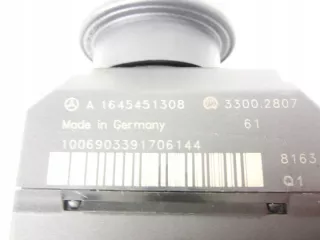 A 1645451308 3300.2807
Made in Germany 61
1006903391706144
8163
Q1